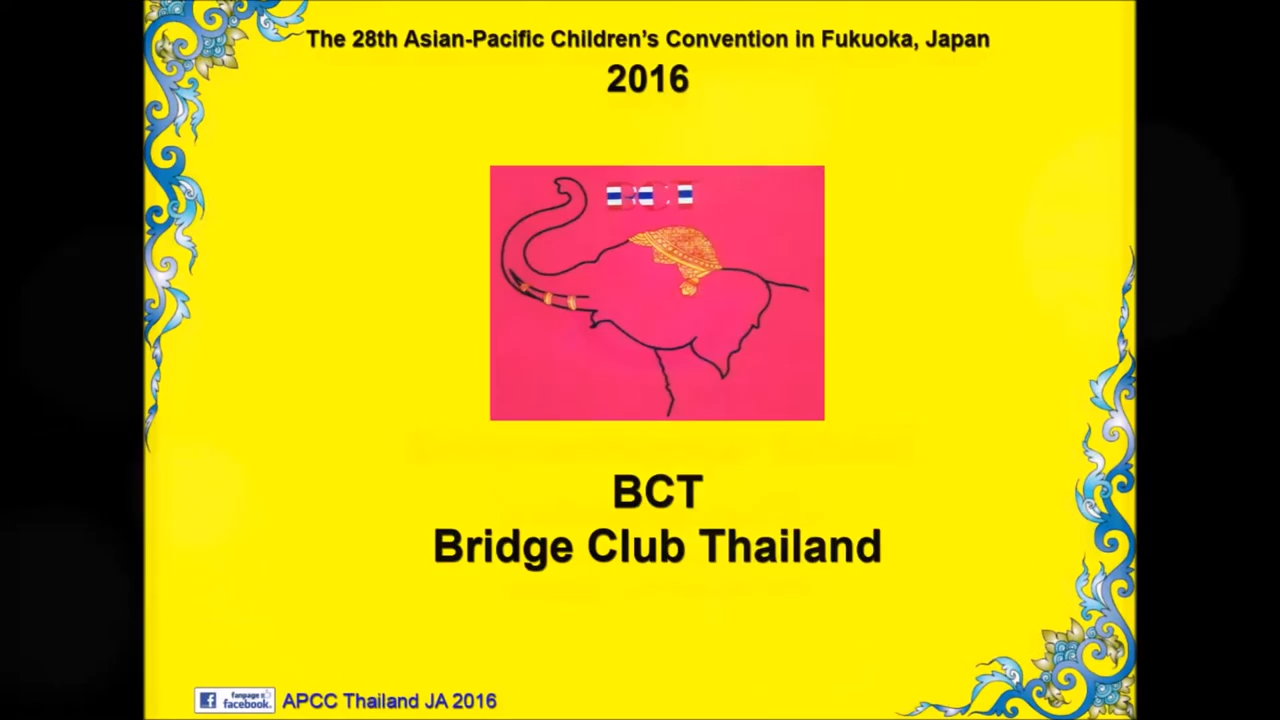 The 28th Asian-Pacific Children's Convention in Fukuoka, Japan
2016
BCT
BCT
Bridge Club Thailand
fanpage
facebook.
APCC Thailand JA 2016